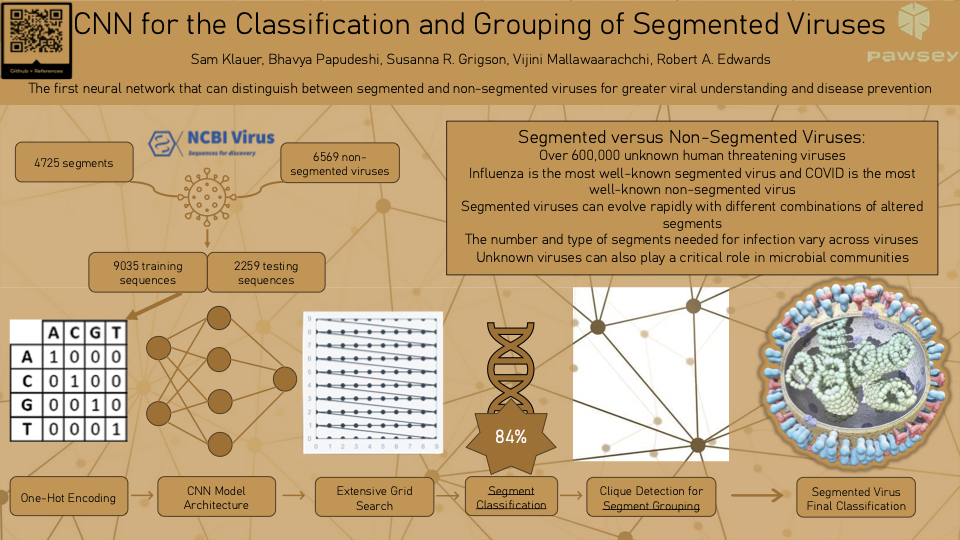 CNN for the Classification and Grouping of Segmented Viruses
Github + References
PAWSEY
Sam Klauer, Bhavya Papudeshi, Susanna R. Grigson, Vijini Mallawaarachchi, Robert A. Edwards
The first neural network that can distinguish between segmented and non-segmented viruses for greater viral understanding and disease prevention
4725 segments
NCBI Virus
Sequences for discovery
6569 non-
segmented viruses
9035 training
sequences
2259 testing
sequences
Segmented versus Non-Segmented Viruses:
Over 600,000 unknown human threatening viruses
Influenza is the most well-known segmented virus and COVID is the most
well-known non-segmented virus
Segmented viruses can evolve rapidly with different combinations of altered
segments
The number and type of segments needed for infection vary across viruses
Unknown viruses can also play a critical role in microbial communities
A C G T
A 1 0 0 0
C 0 1 0 0
G 0 0 1 0
T 0 0 0 1
9
8
7
6
5
4
3
2
1
0
0 1 2 3 4 5 6 7 8 9
84%
One-Hot Encoding
CNN Model
Architecture
Extensive Grid
Search
Segment
Classification
Clique Detection for
Segment Grouping
Segmented Virus
Final Classification